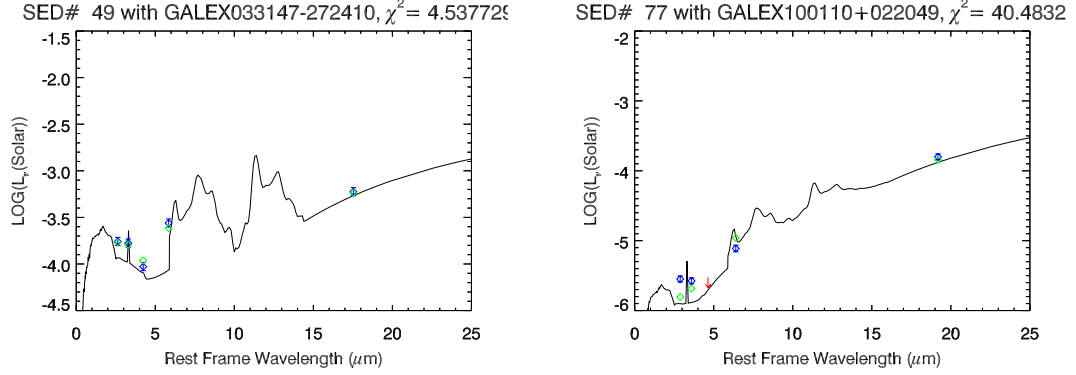 SED# 49 with GALEX033147-272410, χ²= 4.537729
-1.5
-2.0
-2.5
-3.0
-3.5
-4.0
-4.5
LOG(Lν(Solar))
0 5 10 15 20 25
Rest Frame Wavelength (μm)
SED# 77 with GALEX100110+022049, χ²= 40.4832
-2
-3
-4
-5
-6
LOG(Lν(Solar))
0 5 10 15 20 25
Rest Frame Wavelength (μm)